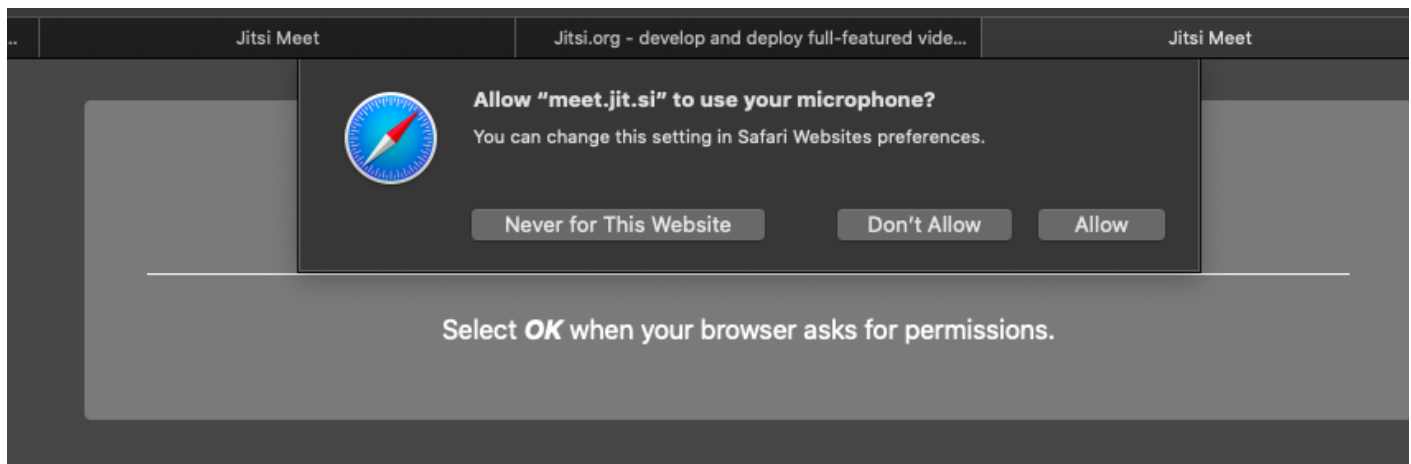 ..
Jitsi Meet
Jitsi.org - develop and deploy full-featured vide...
Jitsi Meet
Allow “meet.jit.si” to use your microphone?
You can change this setting in Safari Websites preferences.
Never for This Website
Don’t Allow
Allow
Select OK when your browser asks for permissions.